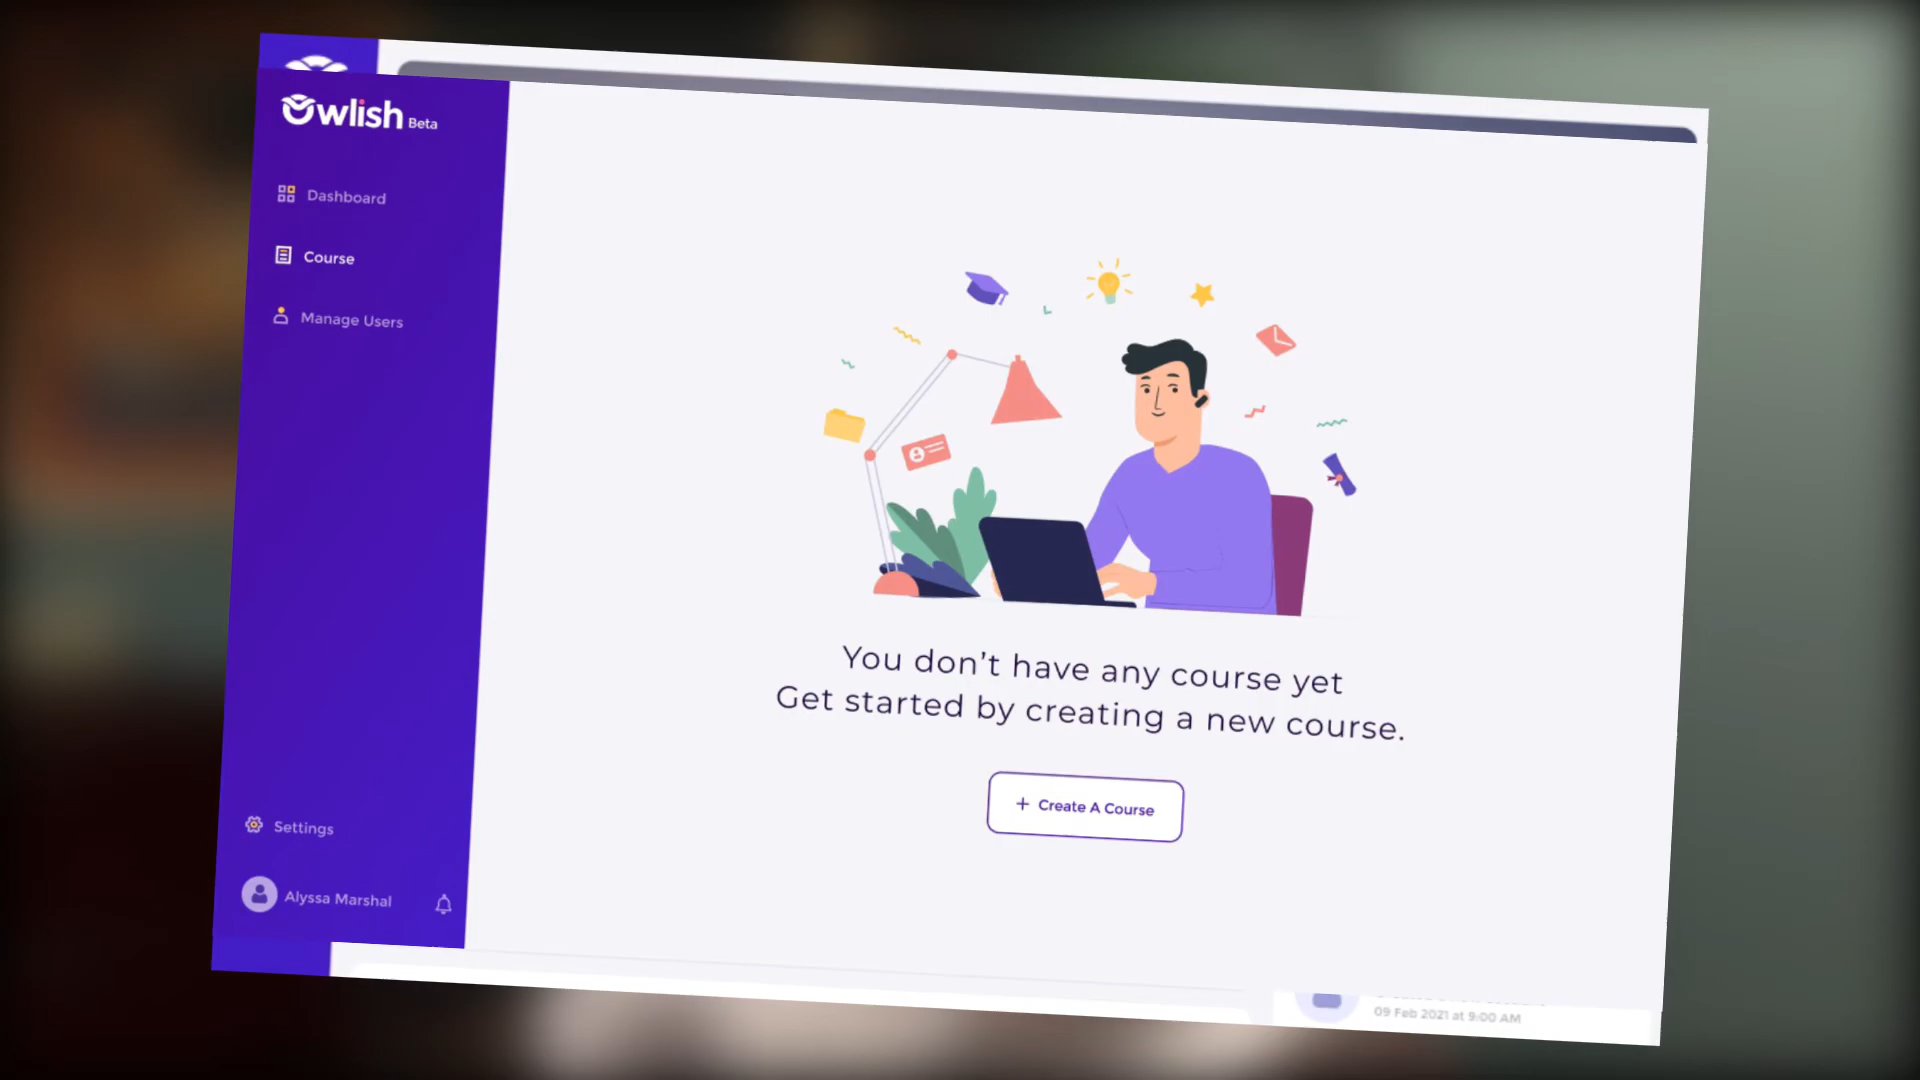 Owlish Beta
Dashboard
Course
Manage Users
You don't have any course yet
Get started by creating a new course.
+ Create A Course
Settings
Alyssa Marshal
09 Feb 2021 at 9:00 AM